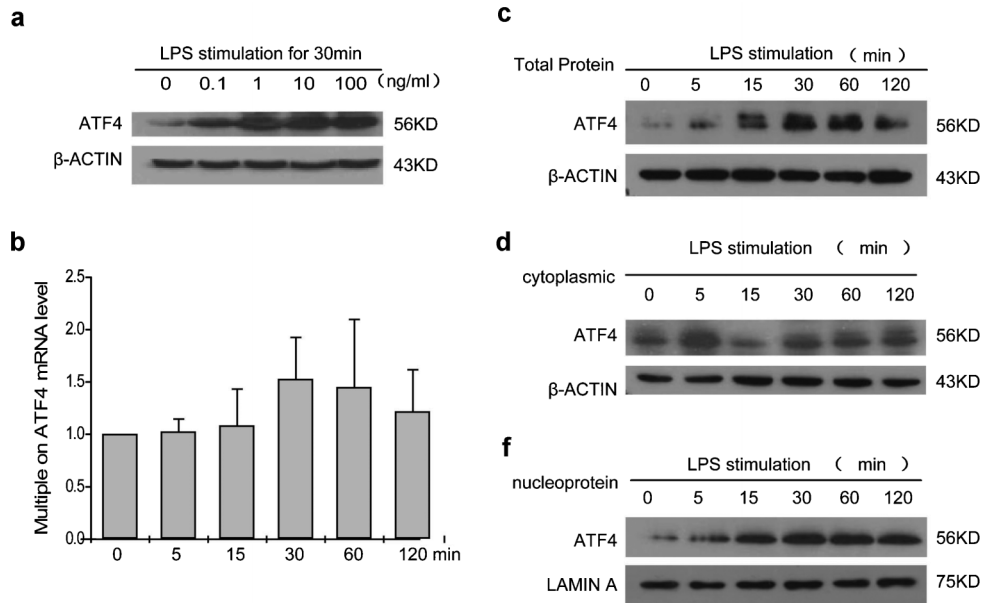 a
LPS stimulation for 30min
0 0.1 1 10 100 (ng/ml)
ATF4 56KD
β-ACTIN 43KD
b
Multiple on ATF4 mRNA level
2.5
2.0
1.5
1.0
0.5
0.0
0 5 15 30 60 120 min
c
LPS stimulation ( min )
Total Protein
0 5 15 30 60 120
ATF4 56KD
β-ACTIN 43KD
d
LPS stimulation ( min )
cytoplasmic
0 5 15 30 60 120
ATF4 56KD
β-ACTIN 43KD
f
LPS stimulation ( min )
nucleoprotein
0 5 15 30 60 120
ATF4 56KD
LAMIN A 75KD